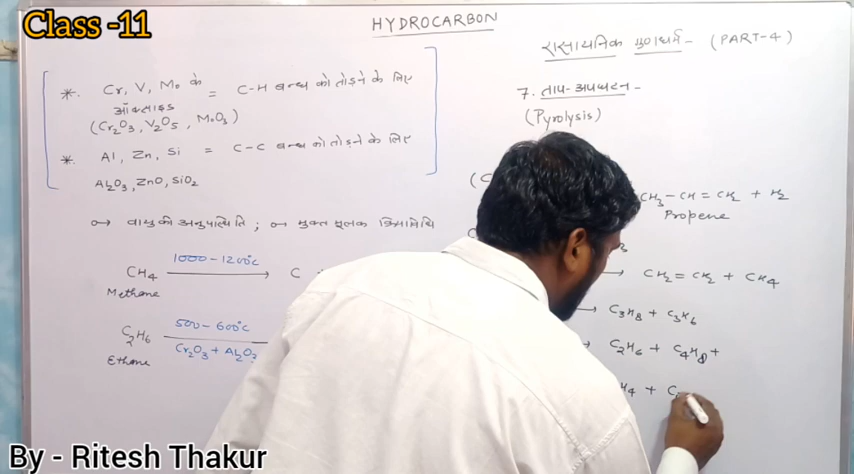 Class -11
HYDROCARBON
रासायनिक गुणधर्म - (PART-4)
* Cr, V, Mo के = C-H बन्ध को तोड़ने के लिए
ऑक्साइड
(Cr2O3, V2O5, MoO3)
* Al, Zn, Si = C-C बन्ध को तोड़ने के लिए
Al2O3, ZnO, SiO2
वायु की अनुपस्थिति ; मुक्त मूलक क्रियाविधि
CH4 1000-1200°C C
Methane
C2H6 500-600°C
Cr2O3 + Al2O3
Ethane
7. ताप-अपघटन -
(Pyrolysis)
CH3-CH=CH2 + H2
Propene
CH2=CH2 + CH4
C3H8 + C3H6
C2H6 + C4H8 +
H4 + C
By - Ritesh Thakur